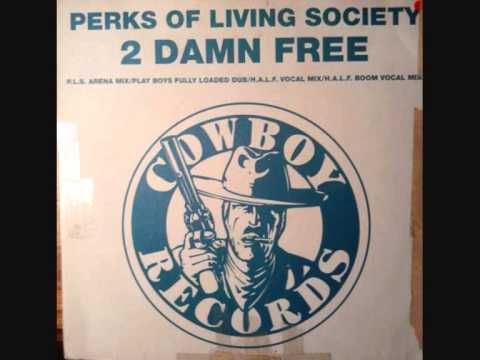 PERKS OF LIVING SOCIETY
2 DAMN FREE
P.L.S. ARENA MIX/PLAY BOYS FULLY LOADED DUB/H.A.L.F. VOCAL MIX/H.A.L.F. BOOM VOCAL MIX
COWBOY
RECORDS